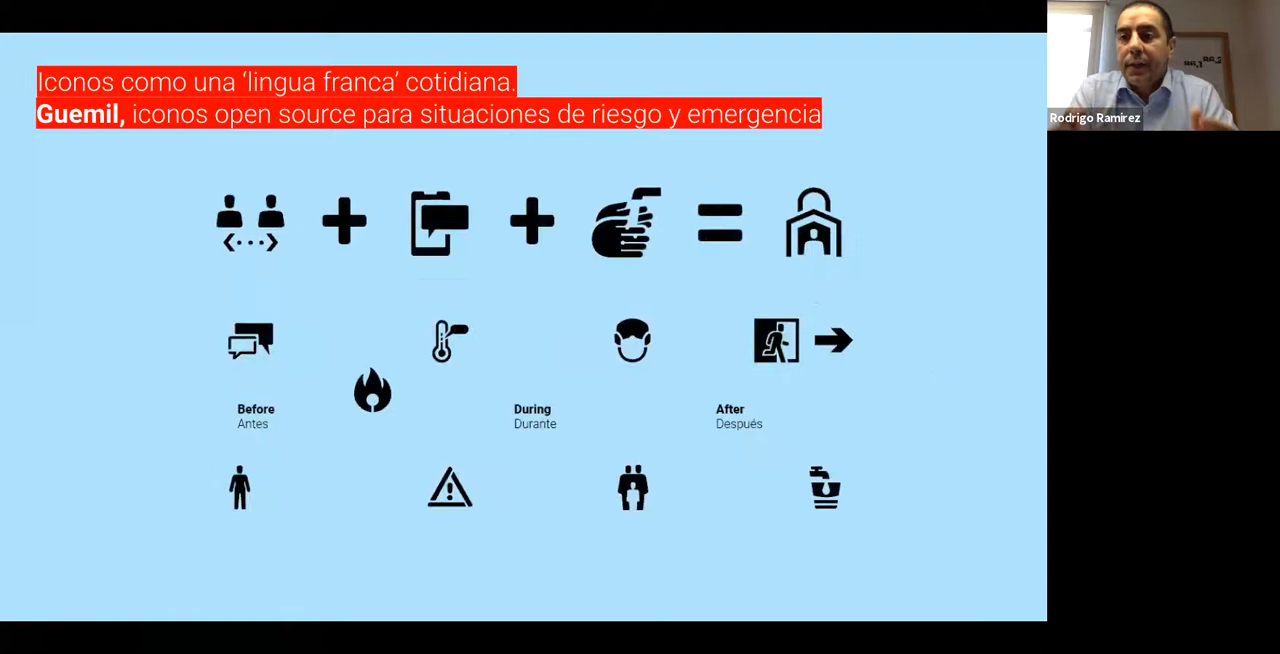 Iconos como una ‘lingua franca’ cotidiana.
Guemil, iconos open source para situaciones de riesgo y emergencia
Rodrigo Ramirez
Before
Antes
During
Durante
After
Después